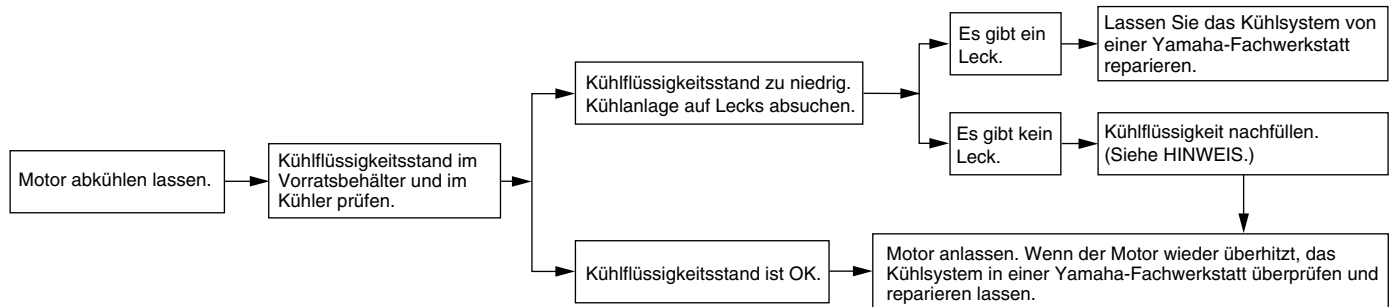 Motor abkühlen lassen.
Kühlflüssigkeitsstand im
Vorratsbehälter und im
Kühler prüfen.
Kühlflüssigkeitsstand zu niedrig.
Kühlanlage auf Lecks absuchen.
Es gibt ein
Leck.
Lassen Sie das Kühlsystem von
einer Yamaha-Fachwerkstatt
reparieren.
Es gibt kein
Leck.
Kühlflüssigkeit nachfüllen.
(Siehe HINWEIS.)
Kühlflüssigkeitsstand ist OK.
Motor anlassen. Wenn der Motor wieder überhitzt, das
Kühlsystem in einer Yamaha-Fachwerkstatt überprüfen und
reparieren lassen.